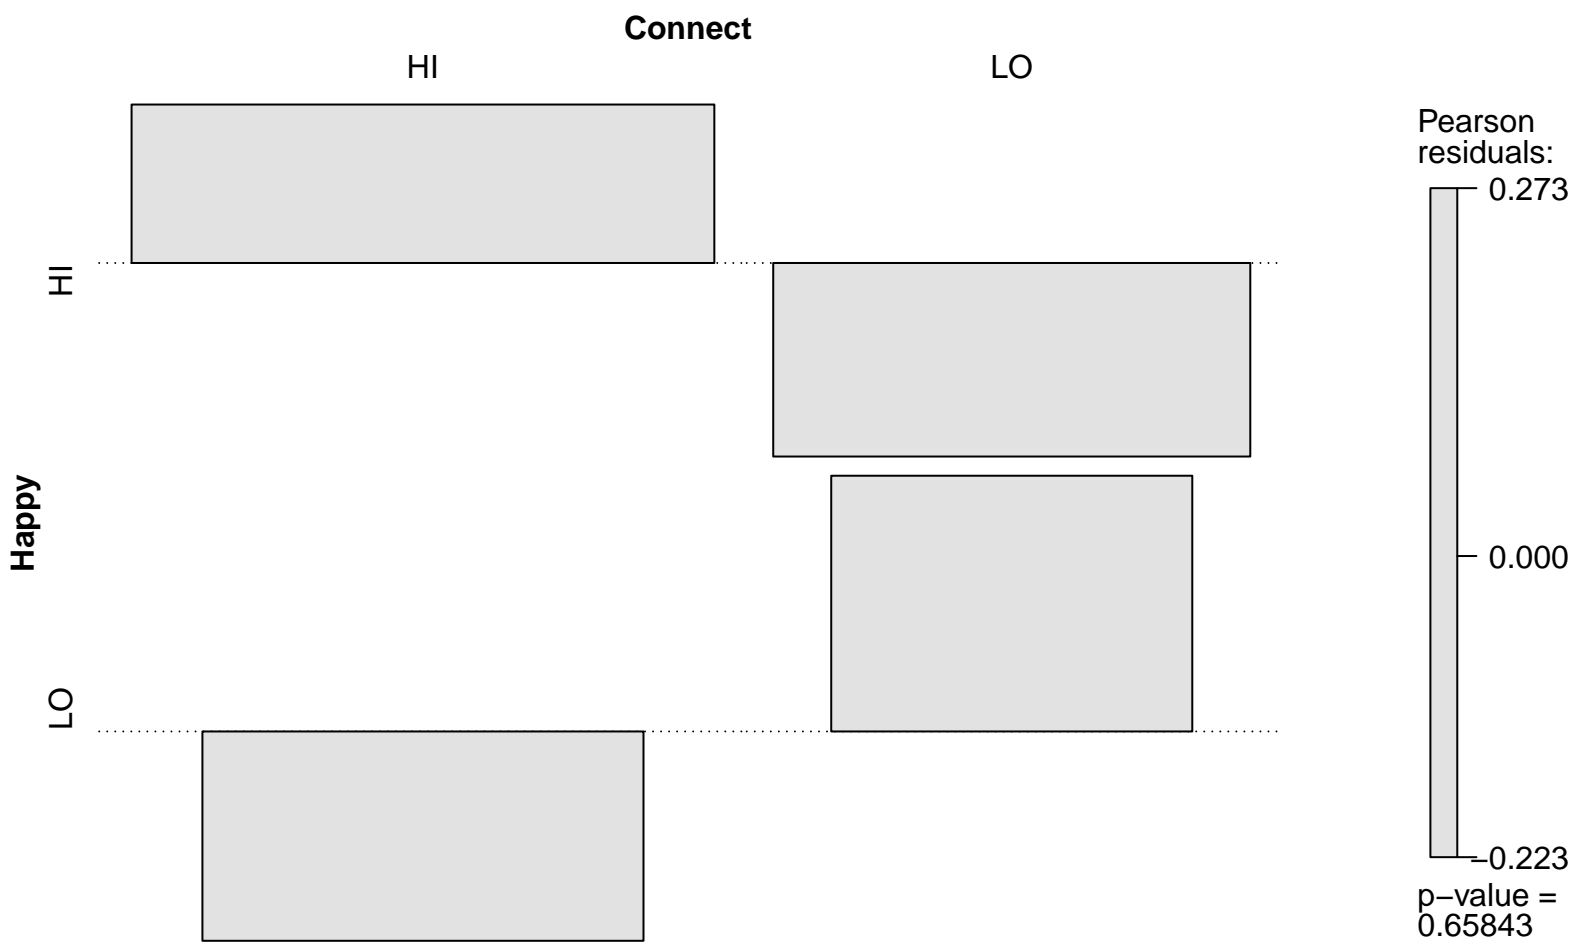 Connect
HI
LO
Happy
HI
LO
Pearson
residuals:
0.273
0.000
−0.223
p−value =
0.65843